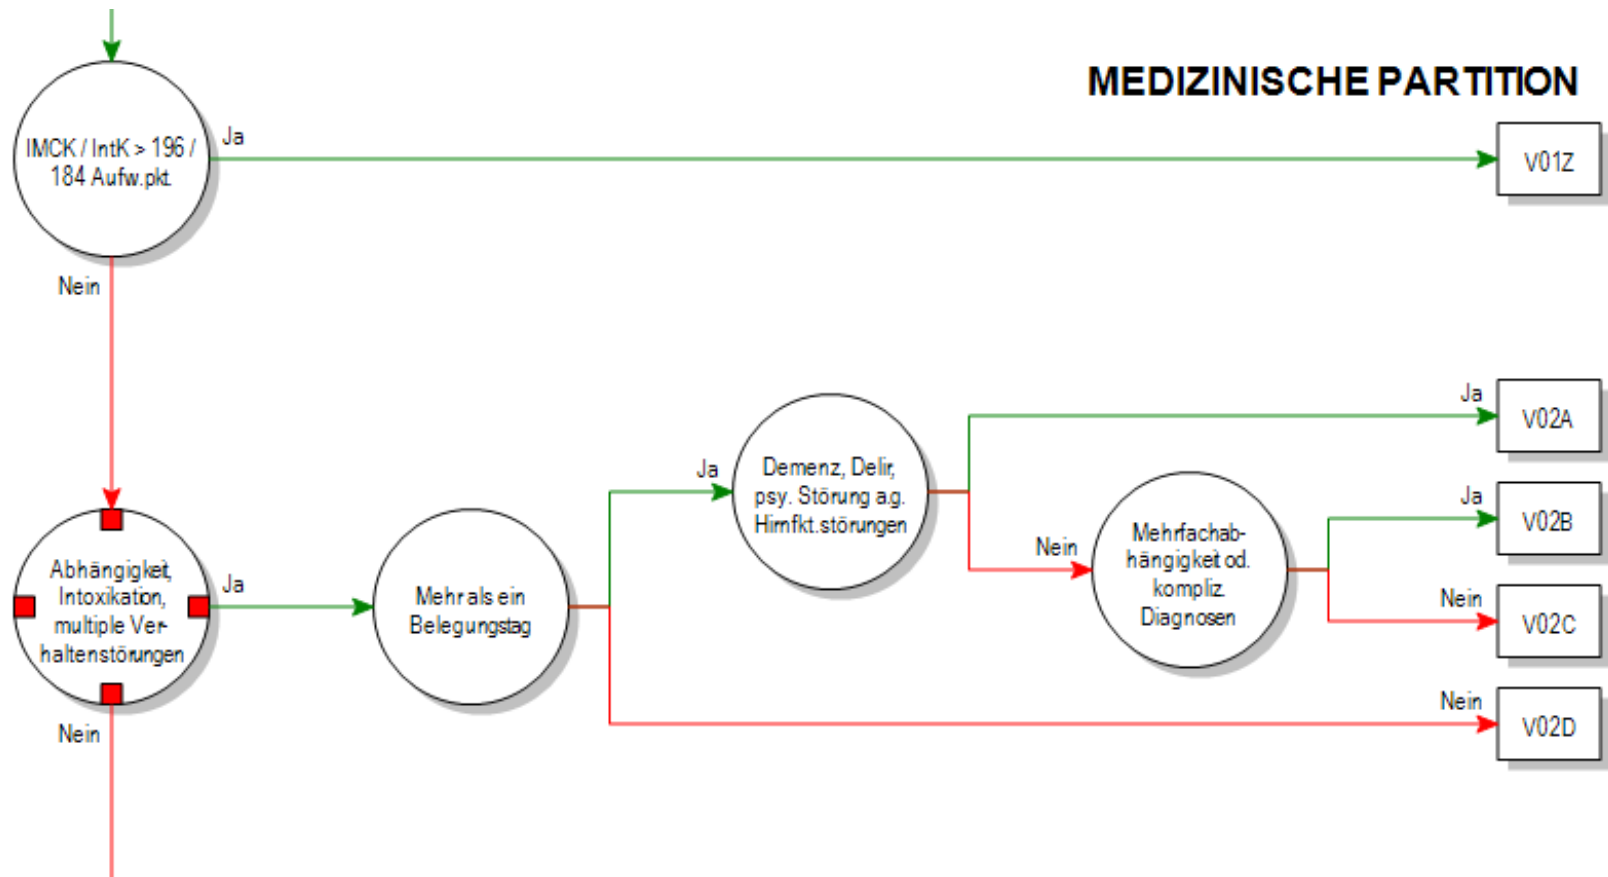 MEDIZINISCHE PARTITION
IMCK / IntK > 196 /
184 Aufw.pkt.
Ja
V01Z
Nein
Abhängigkeit,
Intoxikation,
multiple Ver-
haltenstörungen
Ja
Nein
Mehr als ein
Belegungstag
Ja
Demenz, Delir,
psy. Störung a.g.
Hirnfkt.störungen
Ja
V02A
Nein
Mehrfachab-
hängigkeit od.
kompliz.
Diagnosen
Ja
V02B
Nein
V02C
Nein
V02D